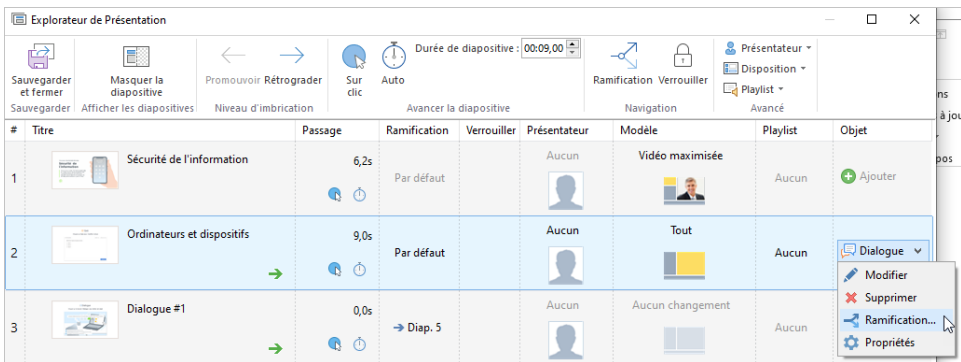 Explorateur de Présentation
Sauvegarder et fermer
Masquer la diapositive
Promouvoir Rétrograder
Sur clic
Auto
Durée de diapositive : 00:09,00
Ramification Verrouiller
Présentateur
Disposition
Playlist
Sauvegarder Afficher les diapositives Niveau d'imbrication Avancer la diapositive Navigation Avancé
# Titre Passage Ramification Verrouiller Présentateur Modèle Playlist Objet
1 Sécurité de l'information 6,2s Par défaut Aucun Vidéo maximisée Aucun Ajouter
2 Ordinateurs et dispositifs 9,0s Par défaut Aucun Tout Aucun Dialogue
Modifier
Supprimer
Ramification...
Propriétés
3 Dialogue #1 0,0s Diap. 5 Aucun Aucun changement Aucun
ns
à jou
pos